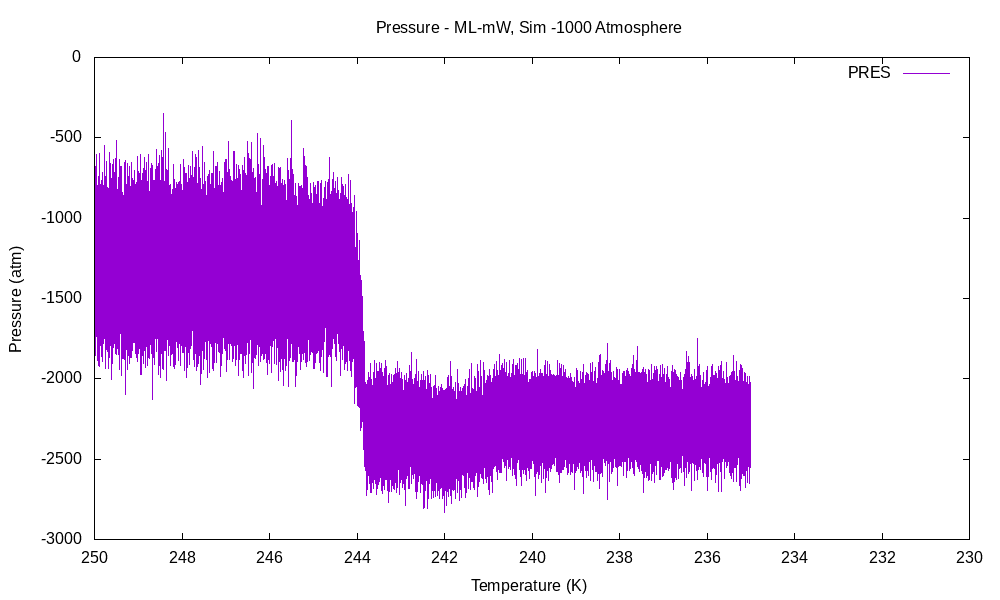 Pressure - ML-mW, Sim -1000 Atmosphere
PRES
0
-500
-1000
-1500
-2000
-2500
-3000
Pressure (atm)
250 248 246 244 242 240 238 236 234 232 230
Temperature (K)